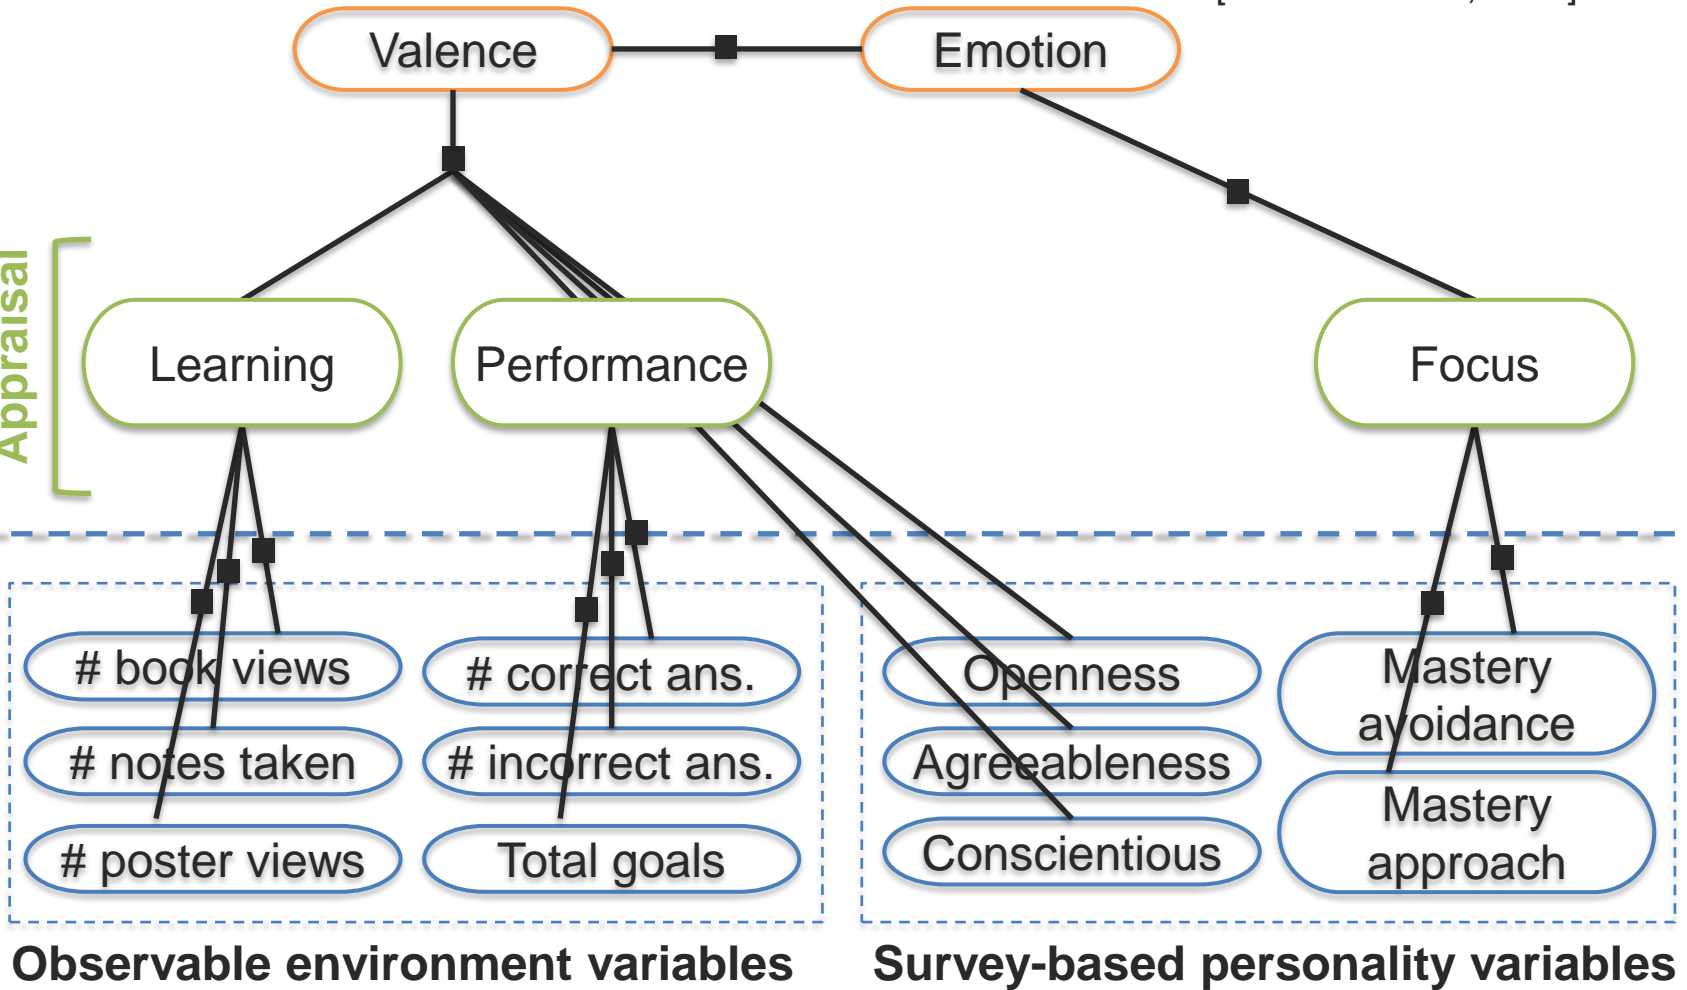 Valence
Emotion
Appraisal
Learning
Performance
Focus
# book views
# correct ans.
Openness
Mastery
avoidance
# notes taken
# incorrect ans.
Agreeableness
Mastery
approach
# poster views
Total goals
Conscientious
Observable environment variables
Survey-based personality variables